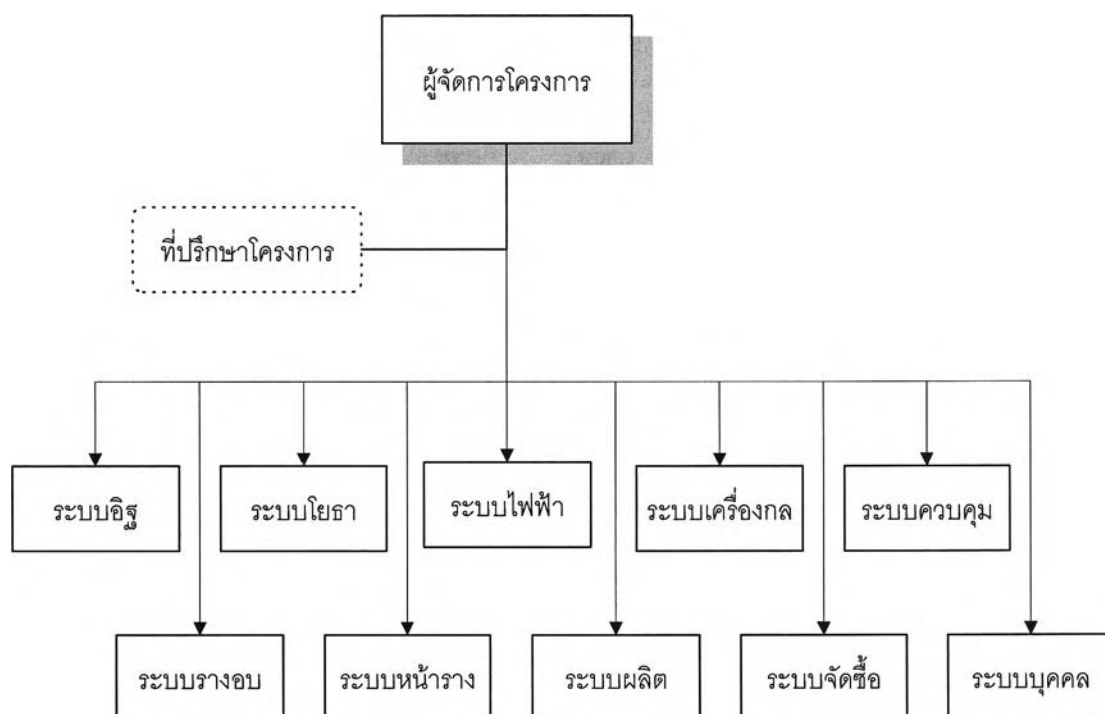 ผู้จัดการโครงการ
ที่ปรึกษาโครงการ
ระบบอิฐ
ระบบโยธา
ระบบไฟฟ้า
ระบบเครื่องกล
ระบบควบคุม
ระบบรางอบ
ระบบหน้าราง
ระบบผลิต
ระบบจัดซื้อ
ระบบบุคคล